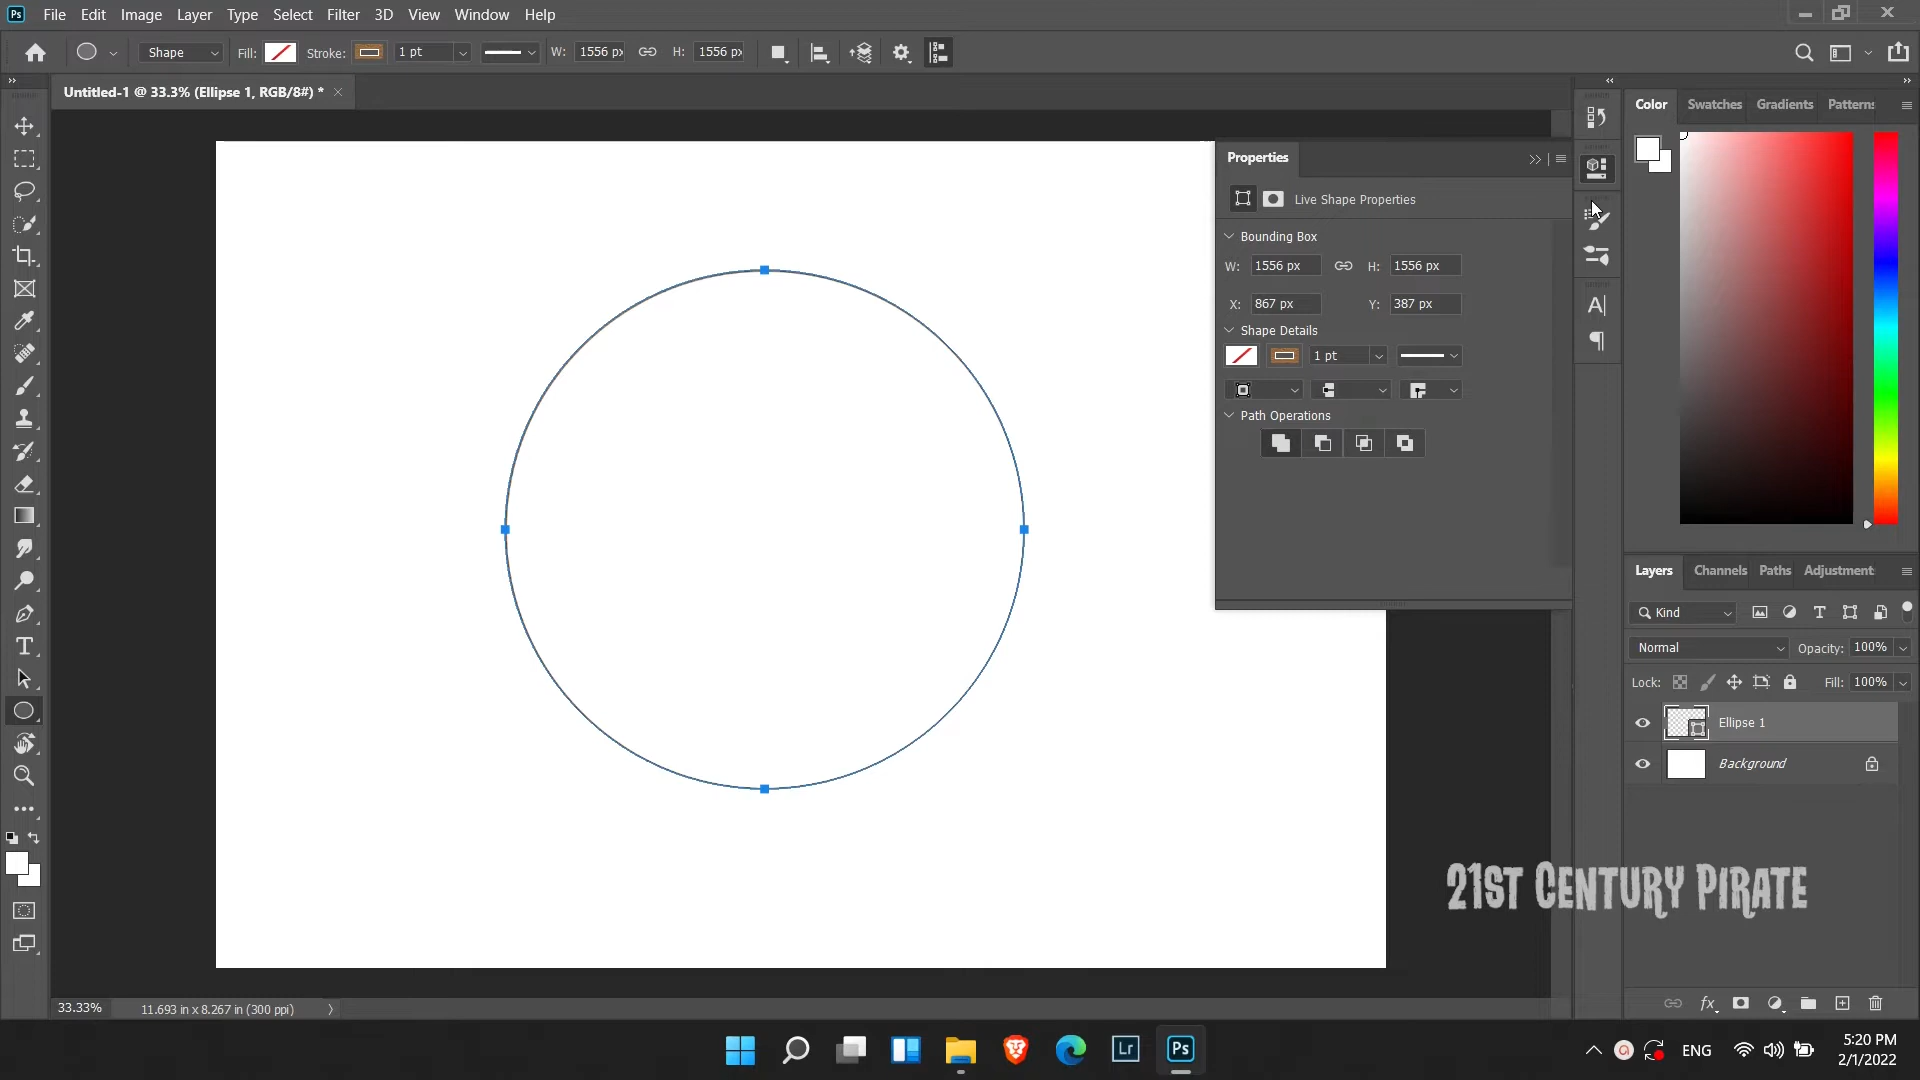 Ps File Edit Image Layer Type Select Filter 3D View Window Help
Shape Fill: Stroke: 1 pt W: 1556 px H: 1556 px
Untitled-1 @ 33.3% (Ellipse 1, RGB/8#) *
Color Swatches Gradients Patterns
Properties
Live Shape Properties
Bounding Box
W: 1556 px H: 1556 px
X: 867 px Y: 387 px
Shape Details
1 pt
Path Operations
Layers Channels Paths Adjustment
Kind
Normal Opacity: 100%
Lock: Fill: 100%
Ellipse 1
Background
21st Century Pirate
33.33% 11.693 in x 8.267 in (300 ppi)
Lr Ps ENG 5:20 PM
2/1/2022